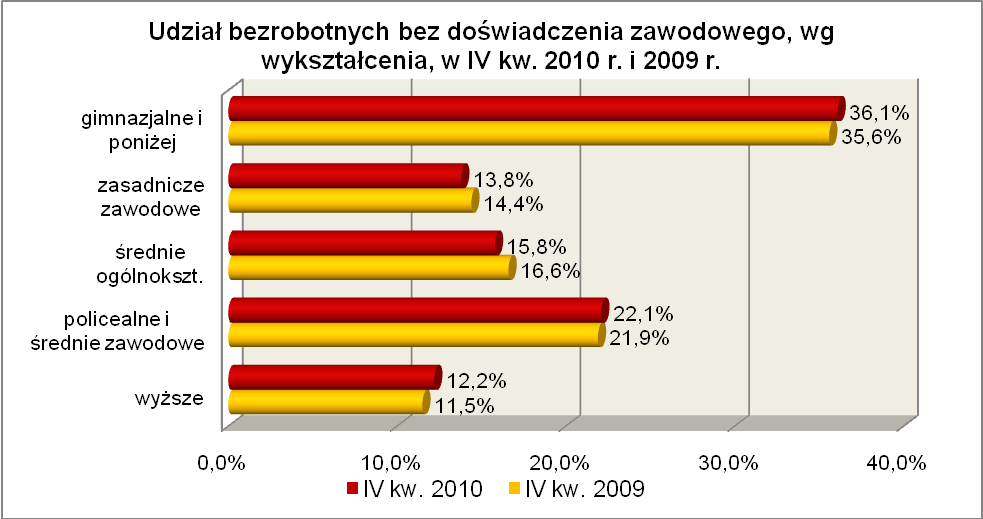 Udział bezrobotnych bez doświadczenia zawodowego, wg
wykształcenia, w IV kw. 2010 r. i 2009 r.
gimnazjalne i
poniżej
36,1%
35,6%
zasadnicze
zawodowe
13,8%
14,4%
średnie
ogólnokszt.
15,8%
16,6%
policealne i
średnie zawodowe
22,1%
21,9%
wyższe
12,2%
11,5%
0,0% 10,0% 20,0% 30,0% 40,0%
IV kw. 2010 IV kw. 2009